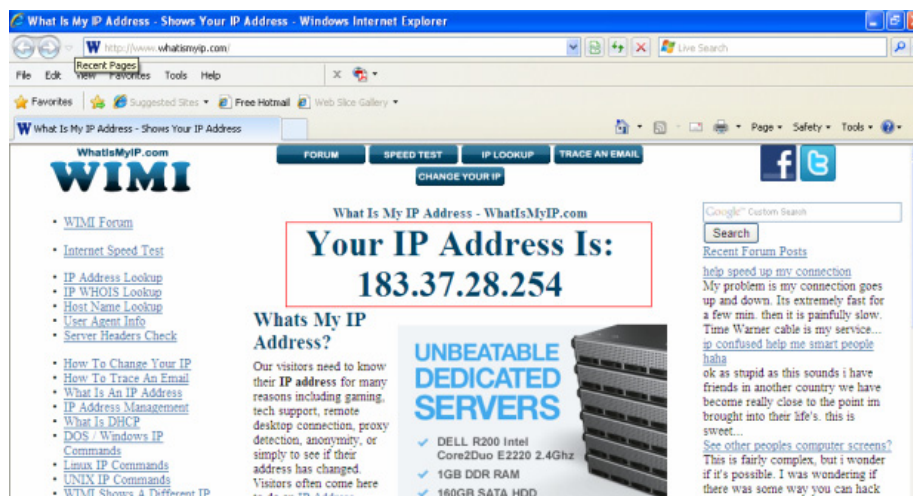 What Is My IP Address - Shows Your IP Address - Windows Internet Explorer
W http://www.whatismyip.com/
Live Search
Recent Pages
File Edit View Favorites Tools Help
Favorites
Suggested Sites
Free Hotmail
Web Slice Gallery
W What Is My IP Address - Shows Your IP Address
Page Safety Tools
WhatIsMyIP.com
WIMI
FORUM SPEED TEST IP LOOKUP TRACE AN EMAIL
CHANGE YOUR IP
What Is My IP Address - WhatIsMyIP.com
Your IP Address Is:
183.37.28.254
WIMI Forum
Internet Speed Test
IP Address Lookup
IP WHOIS Lookup
Host Name Lookup
User Agent Info
Server Headers Check
How To Change Your IP
How To Trace An Email
What Is An IP Address
IP Address Management
What Is DHCP
DOS / Windows IP
Commands
Linux IP Commands
UNIX IP Commands
WIMI Shows A Different IP
Whats My IP
Address?
Our visitors need to know
their IP address for many
reasons including gaming,
tech support, remote
desktop connection, proxy
detection, anonymity, or
simply to see if their
address has changed.
Visitors often come here
to do an IP Address
UNBEATABLE
DEDICATED
SERVERS
DELL R200 Intel
Core2Duo E2220 2.4Ghz
1GB DDR RAM
160GB SATA HDD
f
t
Google™ Custom Search
Search
Recent Forum Posts
help speed up my connection
My problem is my connection goes
up and down. Its extremely fast for
a few min. then it is painfully slow.
Time Warner cable is my service...
ip confused help me smart people
haha
ok as stupid as this sounds i have
friends in another country we have
become really close to the point im
brought into their life's. this is
sweet...
See other peoples computer screens?
This is fairly complex, but i wonder
if it's possible. I was wondering if
there was some way you can hack